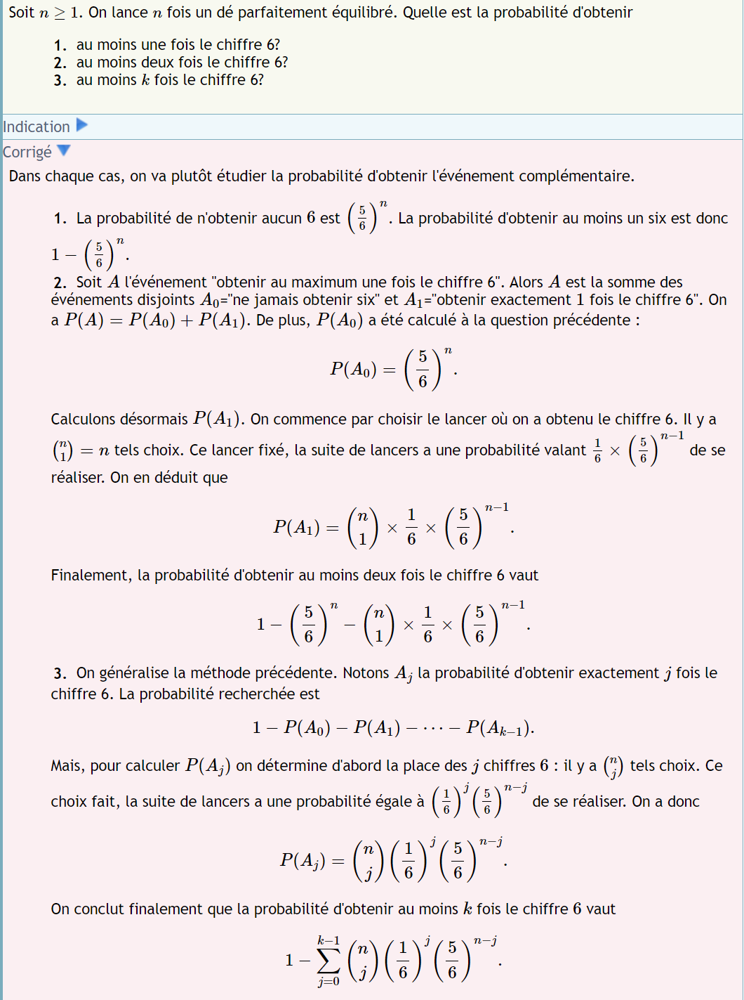 Soit n ≥ 1. On lance n fois un dé parfaitement équilibré. Quelle est la probabilité d'obtenir
1. au moins une fois le chiffre 6?
2. au moins deux fois le chiffre 6?
3. au moins k fois le chiffre 6?
Indication
Corrigé
Dans chaque cas, on va plutôt étudier la probabilité d'obtenir l'événement complémentaire.
1. La probabilité de n'obtenir aucun 6 est $\left(\frac{5}{6}\right)^n$. La probabilité d'obtenir au moins un six est donc
$1 - \left(\frac{5}{6}\right)^n$.
2. Soit A l'événement "obtenir au maximum une fois le chiffre 6". Alors A est la somme des
événements disjoints $A_0$="ne jamais obtenir six" et $A_1$="obtenir exactement 1 fois le chiffre 6". On
a $P(A) = P(A_0) + P(A_1)$. De plus, $P(A_0)$ a été calculé à la question précédente :
$P(A_0) = \left(\frac{5}{6}\right)^n.$
Calculons désormais $P(A_1)$. On commence par choisir le lancer où on a obtenu le chiffre 6. Il y a
$\binom{n}{1} = n$ tels choix. Ce lancer fixé, la suite de lancers a une probabilité valant $\frac{1}{6} \times \left(\frac{5}{6}\right)^{n-1}$ de se
réaliser. On en déduit que
$P(A_1) = \binom{n}{1} \times \frac{1}{6} \times \left(\frac{5}{6}\right)^{n-1}.$
Finalement, la probabilité d'obtenir au moins deux fois le chiffre 6 vaut
$1 - \left(\frac{5}{6}\right)^n - \binom{n}{1} \times \frac{1}{6} \times \left(\frac{5}{6}\right)^{n-1}.$
3. On généralise la méthode précédente. Notons $A_j$ la probabilité d'obtenir exactement j fois le
chiffre 6. La probabilité recherchée est
$1 - P(A_0) - P(A_1) - \cdots - P(A_{k-1}).$
Mais, pour calculer $P(A_j)$ on détermine d'abord la place des j chiffres 6 : il y a $\binom{n}{j}$ tels choix. Ce
choix fait, la suite de lancers a une probabilité égale à $\left(\frac{1}{6}\right)^j \left(\frac{5}{6}\right)^{n-j}$ de se réaliser. On a donc
$P(A_j) = \binom{n}{j} \left(\frac{1}{6}\right)^j \left(\frac{5}{6}\right)^{n-j}.$
On conclut finalement que la probabilité d'obtenir au moins k fois le chiffre 6 vaut
$1 - \sum_{j=0}^{k-1} \binom{n}{j} \left(\frac{1}{6}\right)^j \left(\frac{5}{6}\right)^{n-j}.$